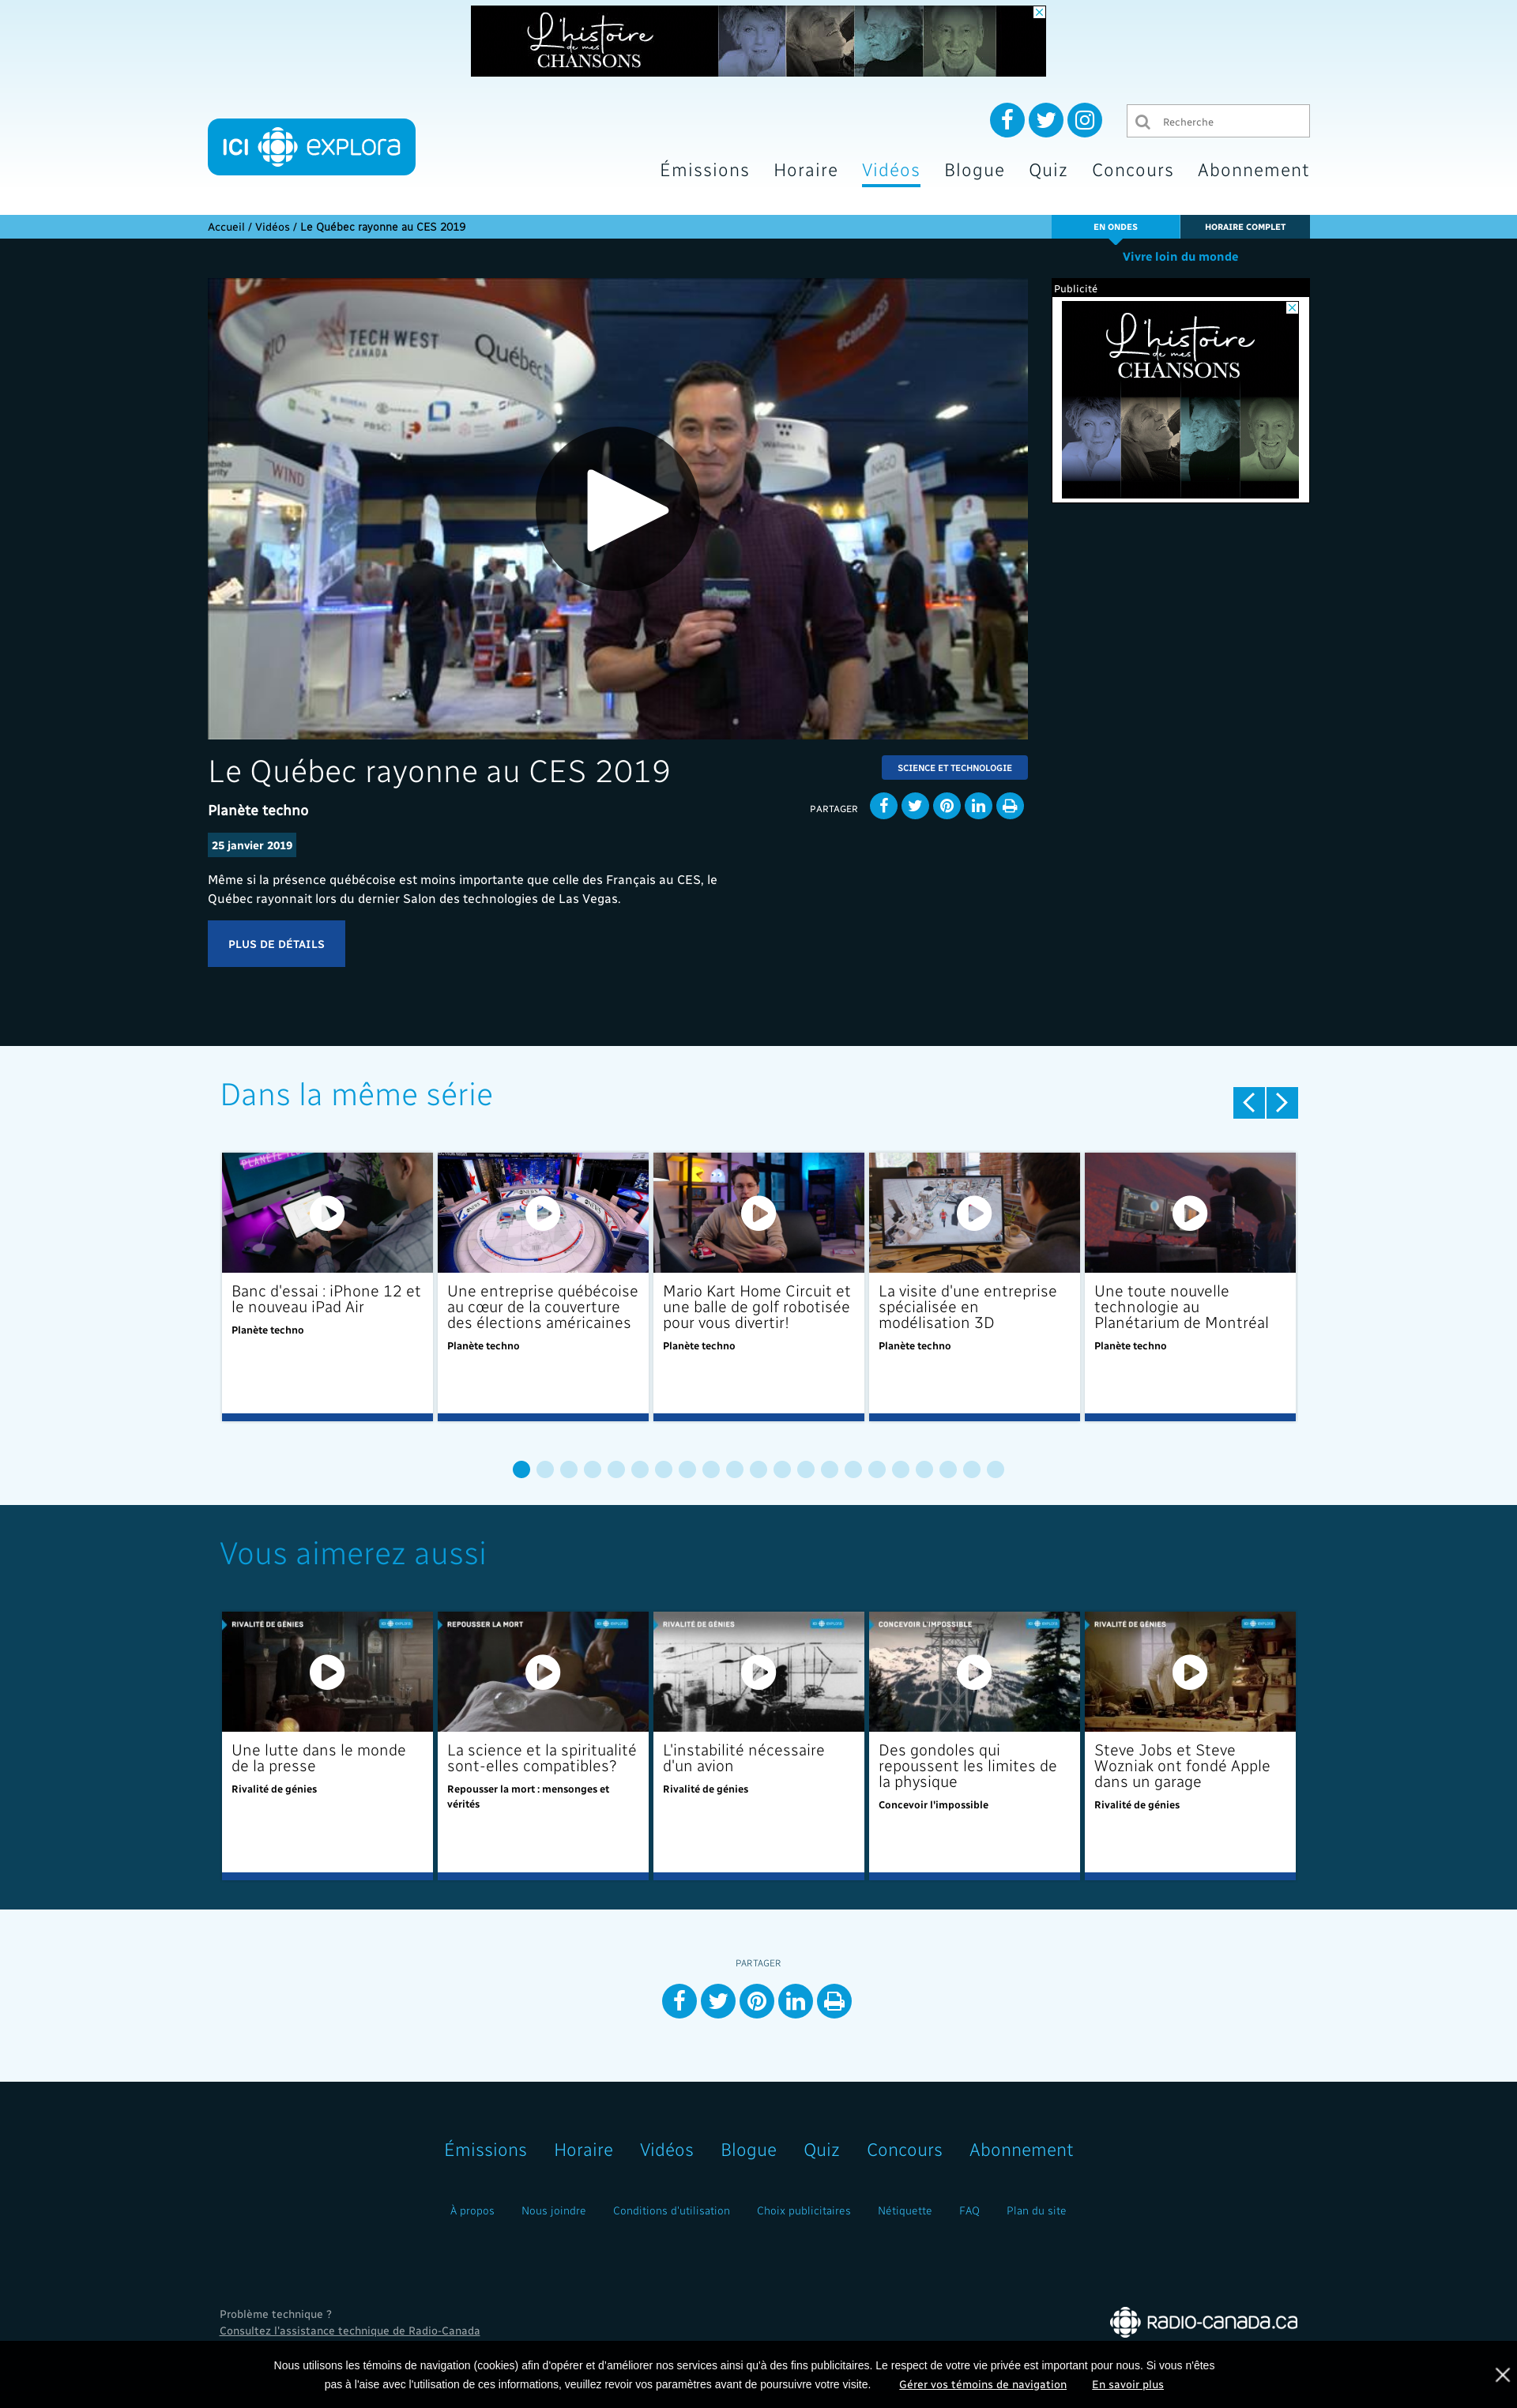 L'histoire
de mes
CHANSONS
ICI explora
Recherche
Émissions Horaire Vidéos Blogue Quiz Concours Abonnement
Accueil / Vidéos / Le Québec rayonne au CES 2019
EN ONDES HORAIRE COMPLET
Vivre loin du monde
Publicité
L'histoire
de mes
CHANSONS
TECH WEST
CANADA
Québec
#CanadaCES
WIND
Le Québec rayonne au CES 2019
SCIENCE ET TECHNOLOGIE
Planète techno
PARTAGER
25 janvier 2019
Même si la présence québécoise est moins importante que celle des Français au CES, le
Québec rayonnait lors du dernier Salon des technologies de Las Vegas.
PLUS DE DÉTAILS
Dans la même série
Banc d'essai : iPhone 12 et
le nouveau iPad Air
Planète techno
Une entreprise québécoise
au cœur de la couverture
des élections américaines
Planète techno
Mario Kart Home Circuit et
une balle de golf robotisée
pour vous divertir!
Planète techno
La visite d'une entreprise
spécialisée en
modélisation 3D
Planète techno
Une toute nouvelle
technologie au
Planétarium de Montréal
Planète techno
Vous aimerez aussi
RIVALITÉ DE GÉNIES
Une lutte dans le monde
de la presse
Rivalité de génies
REPOUSSER LA MORT
La science et la spiritualité
sont-elles compatibles?
Repousser la mort : mensonges et
vérités
RIVALITÉ DE GÉNIES
L'instabilité nécessaire
d'un avion
Rivalité de génies
CONCEVOIR L'IMPOSSIBLE
Des gondoles qui
repoussent les limites de
la physique
Concevoir l'impossible
RIVALITÉ DE GÉNIES
Steve Jobs et Steve
Wozniak ont fondé Apple
dans un garage
Rivalité de génies
PARTAGER
Émissions Horaire Vidéos Blogue Quiz Concours Abonnement
À propos Nous joindre Conditions d'utilisation Choix publicitaires Nétiquette FAQ Plan du site
Problème technique ?
Consultez l'assistance technique de Radio-Canada
RADIO-CANADA.CA
Nous utilisons les témoins de navigation (cookies) afin d'opérer et d'améliorer nos services ainsi qu'à des fins publicitaires. Le respect de votre vie privée est important pour nous. Si vous n'êtes
pas à l'aise avec l'utilisation de ces informations, veuillez revoir vos paramètres avant de poursuivre votre visite. Gérer vos témoins de navigation En savoir plus